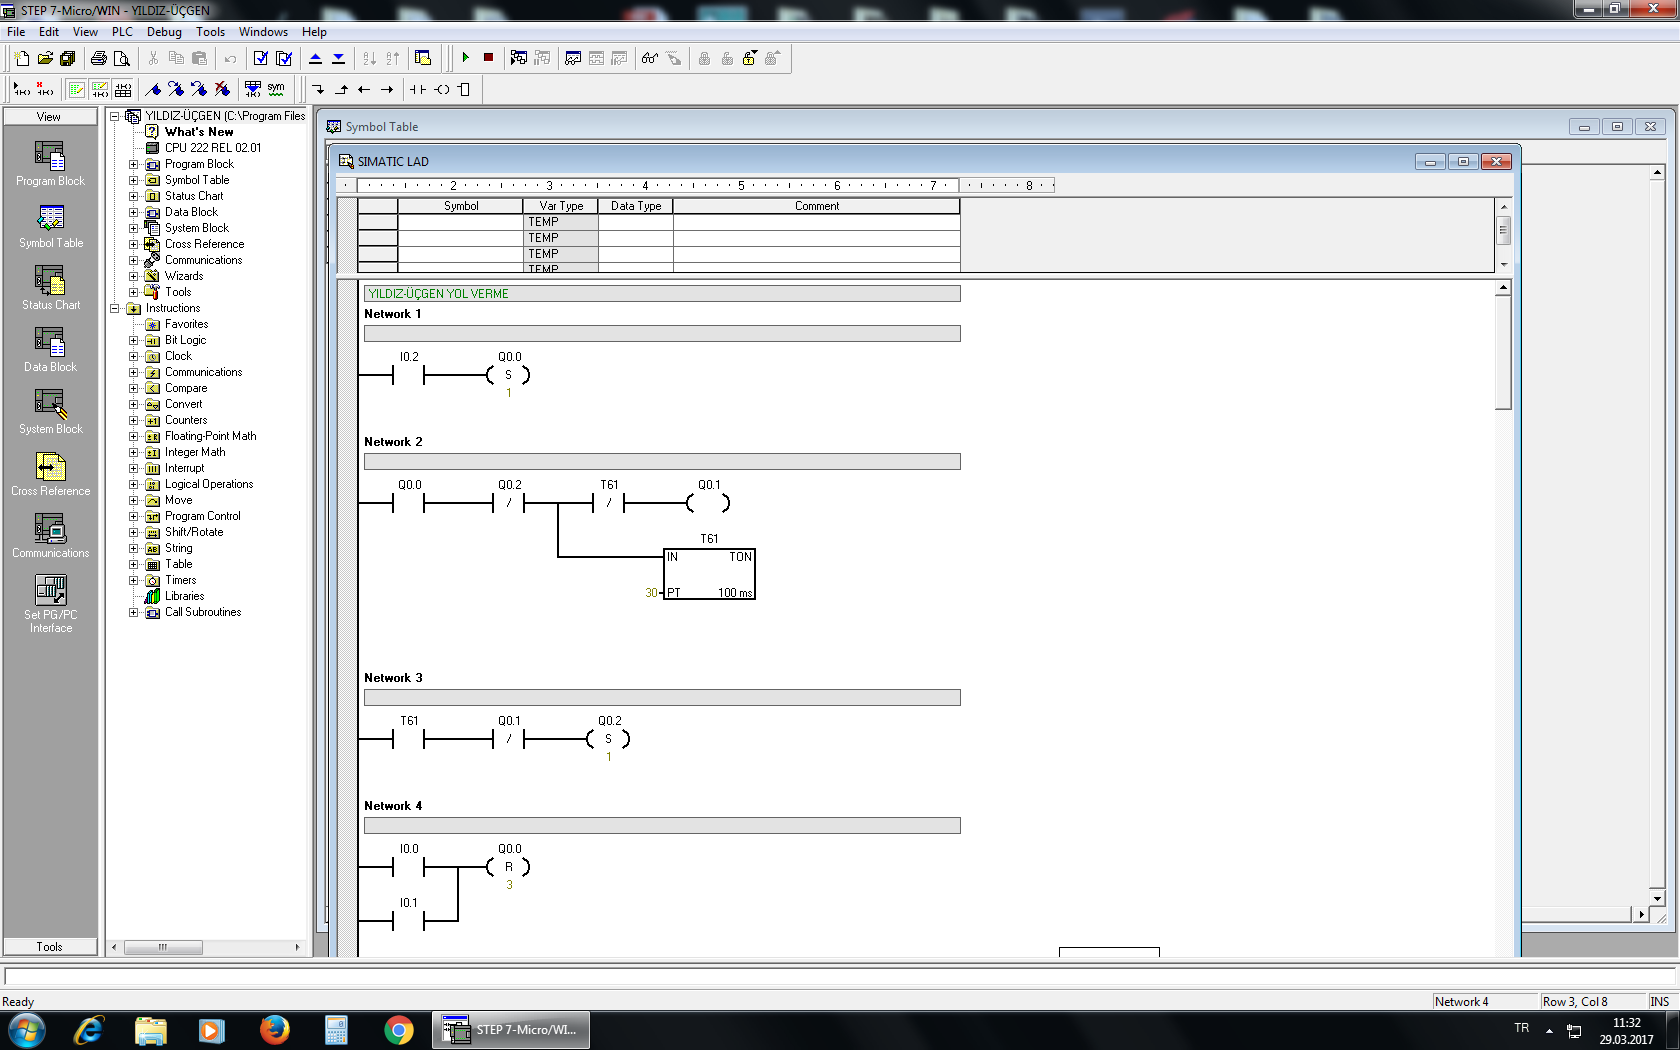 STEP 7-Micro/WIN - YILDIZ-ÜÇGEN
File Edit View PLC Debug Tools Windows Help
sym
View
Program Block
Symbol Table
Status Chart
Data Block
System Block
Cross Reference
Communications
Set PG/PC
Interface
Tools
YILDIZ-ÜÇGEN (C:\Program Files
What's New
CPU 222 REL 02.01
Program Block
Symbol Table
Status Chart
Data Block
System Block
Cross Reference
Communications
Wizards
Tools
Instructions
Favorites
Bit Logic
Clock
Communications
Compare
Convert
Counters
Floating-Point Math
Integer Math
Interrupt
Logical Operations
Move
Program Control
Shift/Rotate
String
Table
Timers
Libraries
Call Subroutines
Symbol Table
SIMATIC LAD
2 3 4 5 6 7 8
Symbol Var Type Data Type Comment
TEMP
TEMP
TEMP
TEMP
YILDIZ-ÜÇGEN YOL VERME
Network 1
I0.2 Q0.0
S
1
Network 2
Q0.0 Q0.2 T61 Q0.1
/ /
T61
IN TON
30 PT 100 ms
Network 3
T61 Q0.1 Q0.2
/ S
1
Network 4
I0.0 Q0.0
R
3
I0.1
Ready
Network 4 Row 3, Col 8 INS
STEP 7-Micro/WI...
TR
11:32
29.03.2017